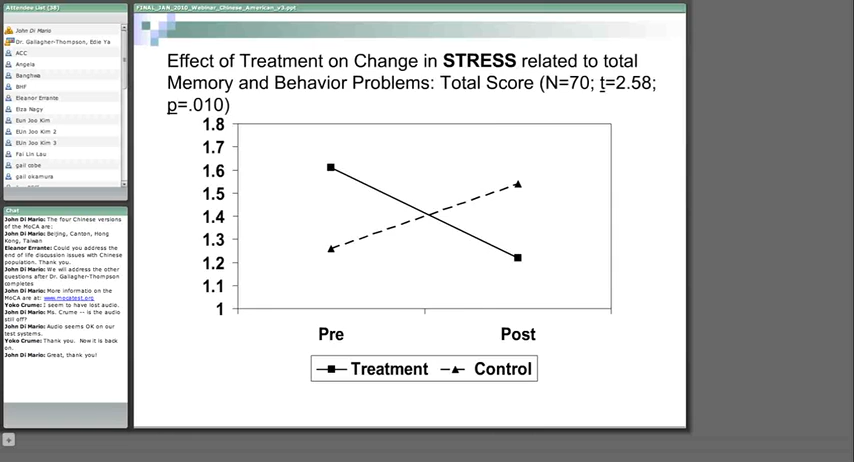 Attendee List (38)
John Di Mario
Dr. Gallagher-Thompson, Edie Ya
ACC
Angela
Banghwa
BHF
Eleanor Errante
Elza Nagy
Eun Joo Kim
EUn Joo Kim 2
EUn Joo Kim 3
Fai Lin Lau
gail cobe
gail okamura
Chat
John Di Mario: The four Chinese versions
of the MoCA are:
John Di Mario: Beijing, Canton, Hong
Kong, Taiwan
Eleanor Errante: Could you address the
end of life discussion issues with Chinese
population. Thank you.
John Di Mario: We will address the other
questions after Dr. Gallagher-Thompson
completes
John Di Mario: More informatio on the
MoCA are at: www.mocatest.org
Yoko Crume: I seem to have lost audio.
John Di Mario: Ms. Crume -- is the audio
still off?
John Di Mario: Audio seems OK on our
test systems.
Yoko Crume: Thank you. Now it is back
on.
John Di Mario: Great, thank you!
FINAL_JAN_2010_Webinar_Chinese_American_v3.ppt
Effect of Treatment on Change in STRESS related to total
Memory and Behavior Problems: Total Score (N=70; t=2.58;
p=.010)
1.8
1.7
1.6
1.5
1.4
1.3
1.2
1.1
1
Pre Post
Treatment Control